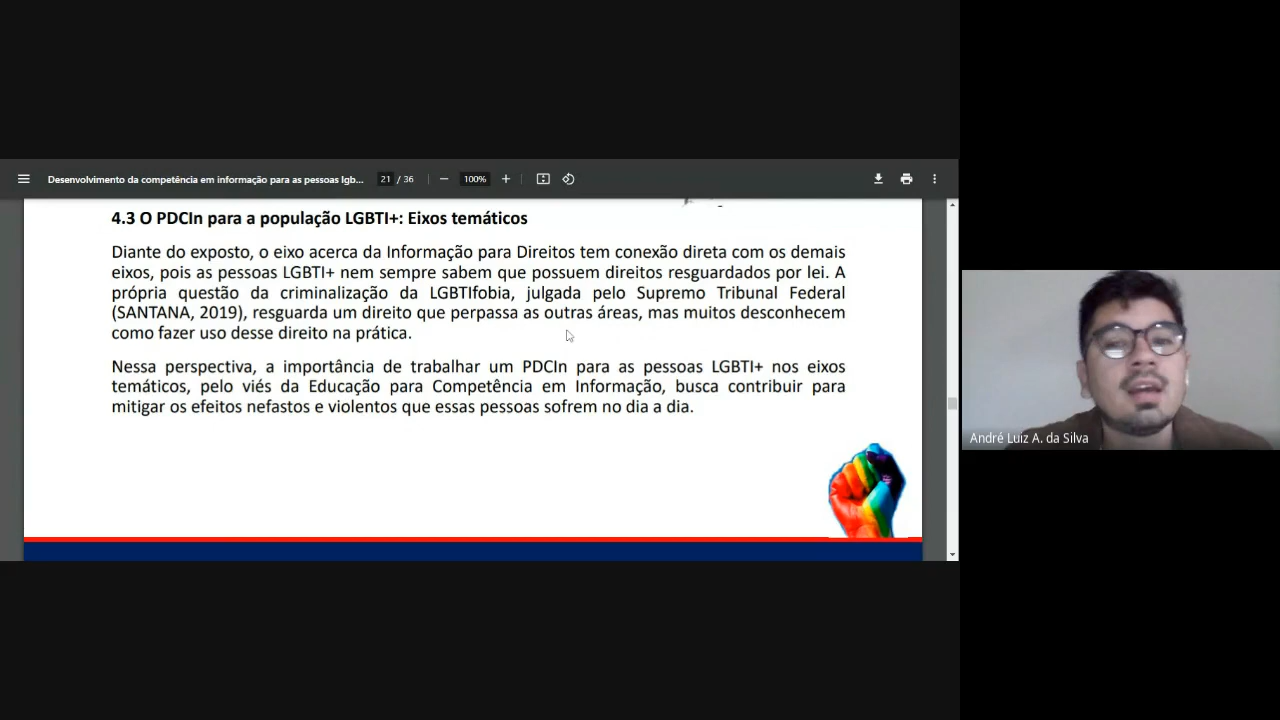 Desenvolvimento da competência em informação para as pessoas lgb... 21 / 36 100%
4.3 O PDCIn para a população LGBTI+: Eixos temáticos
Diante do exposto, o eixo acerca da Informação para Direitos tem conexão direta com os demais
eixos, pois as pessoas LGBTI+ nem sempre sabem que possuem direitos resguardados por lei. A
própria questão da criminalização da LGBTIfobia, julgada pelo Supremo Tribunal Federal
(SANTANA, 2019), resguarda um direito que perpassa as outras áreas, mas muitos desconhecem
como fazer uso desse direito na prática.
Nessa perspectiva, a importância de trabalhar um PDCIn para as pessoas LGBTI+ nos eixos
temáticos, pelo viés da Educação para Competência em Informação, busca contribuir para
mitigar os efeitos nefastos e violentos que essas pessoas sofrem no dia a dia.
André Luiz A. da Silva